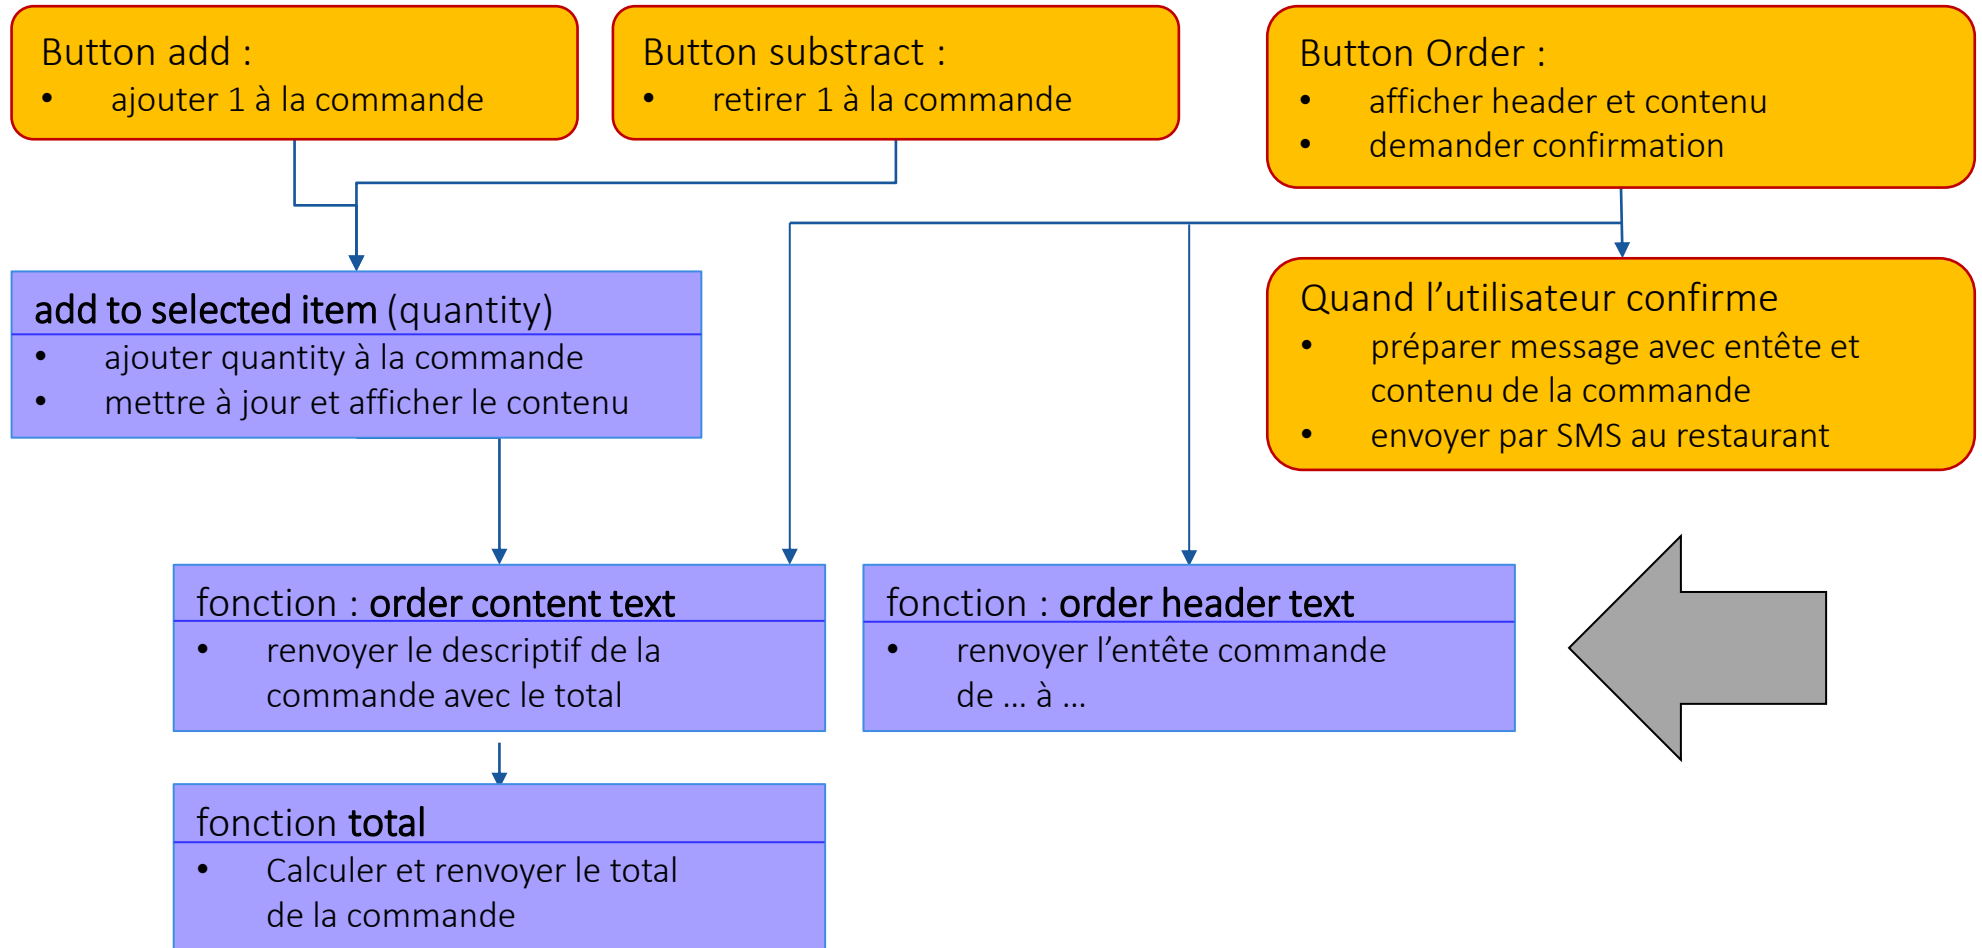 Button add :
• ajouter 1 à la commande
Button substract :
• retirer 1 à la commande
Button Order :
• afficher header et contenu
• demander confirmation
add to selected item (quantity)
• ajouter quantity à la commande
• mettre à jour et afficher le contenu
Quand l’utilisateur confirme
• préparer message avec entête et
contenu de la commande
• envoyer par SMS au restaurant
fonction : order content text
• renvoyer le descriptif de la
commande avec le total
fonction : order header text
• renvoyer l’entête commande
de … à …
fonction total
• Calculer et renvoyer le total
de la commande